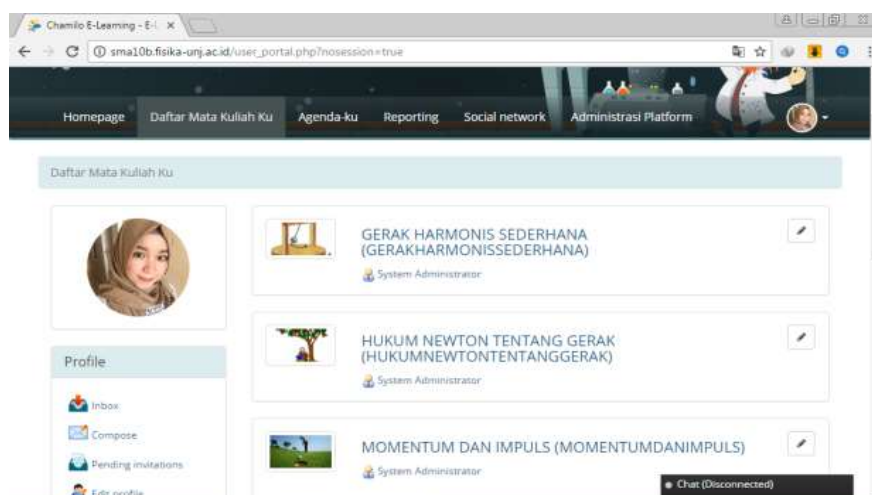 Chamilo E-Learning - E-L
sma10b.fisika-unj.ac.id/user_portal.php?nosession=true
Homepage Daftar Mata Kuliah Ku Agenda-ku Reporting Social network Administrasi Platform
Daftar Mata Kuliah Ku
GERAK HARMONIS SEDERHANA
(GERAKHARMONISSEDERHANA)
System Administrator
HUKUM NEWTON TENTANG GERAK
(HUKUMNEWTONTENTANGGERAK)
System Administrator
MOMENTUM DAN IMPULS (MOMENTUMDANIMPULS)
System Administrator
Profile
Inbox
Compose
Pending invitations
Edit profile
Chat (Disconnected)